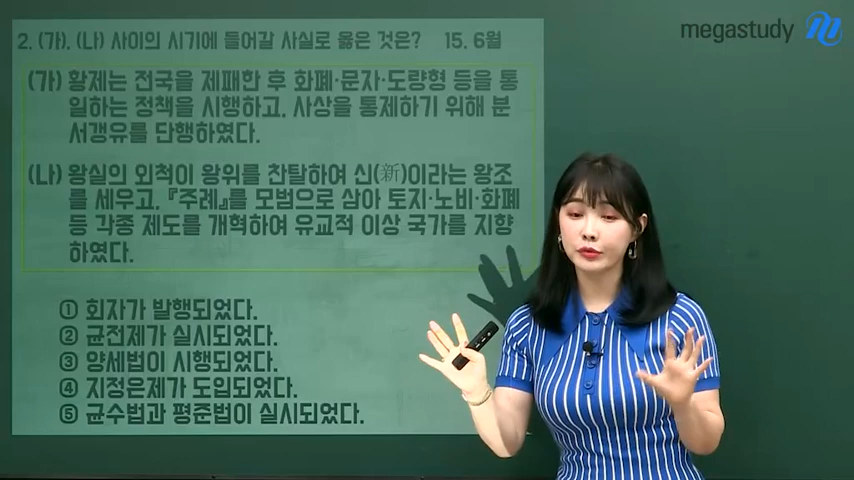 megastudy
2. (가), (나) 사이의 시기에 들어갈 사실로 옳은 것은? 15. 6월
(가) 황제는 전국을 제패한 후 화폐·문자·도량형 등을 통
일하는 정책을 시행하고, 사상을 통제하기 위해 분
서갱유를 단행하였다.
(나) 왕실의 외척이 왕위를 찬탈하여 신(新)이라는 왕조
를 세우고, 『주례』를 모범으로 삼아 토지·노비·화폐
등 각종 제도를 개혁하여 유교적 이상 국가를 지향
하였다.
① 회자가 발행되었다.
② 균전제가 실시되었다.
③ 양세법이 시행되었다.
④ 지정은제가 도입되었다.
⑤ 균수법과 평준법이 실시되었다.